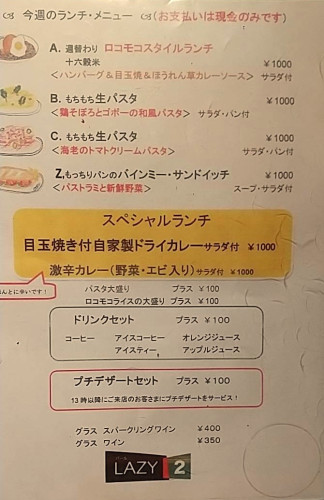 今週のランチ・メニュー (お支払いは現金のみです)
A. 週替わり ロコモコスタイルランチ
十六穀米 ¥1000
<ハンバーグ&目玉焼&ほうれん草カレーソース> サラダ付
B. もちもち生パスタ ¥1000
<鶏そぼろとゴボーの和風パスタ> サラダ・パン付
C. もちもち生パスタ ¥1000
<海老のトマトクリームパスタ> サラダ・パン付
Z. もっちりパンのバインミー・サンドイッチ ¥1000
<パストラミと新鮮野菜> スープ・サラダ付
スペシャルランチ
目玉焼き付自家製ドライカレー サラダ付 ¥1000
激辛カレー(野菜・エビ入り) サラダ付 ¥1000
んとに辛いです!
パスタ大盛り プラス ¥100
ロコモコライスの大盛り プラス ¥100
ドリンクセット プラス ¥100
コーヒー アイスコーヒー オレンジジュース
アイスティー アップルジュース
プチデザートセット プラス ¥100
13時以降にご来店のお客さまにプチデザートをサービス!
グラス スパークリングワイン ¥400
グラス ワイン ¥350
LAZY 2